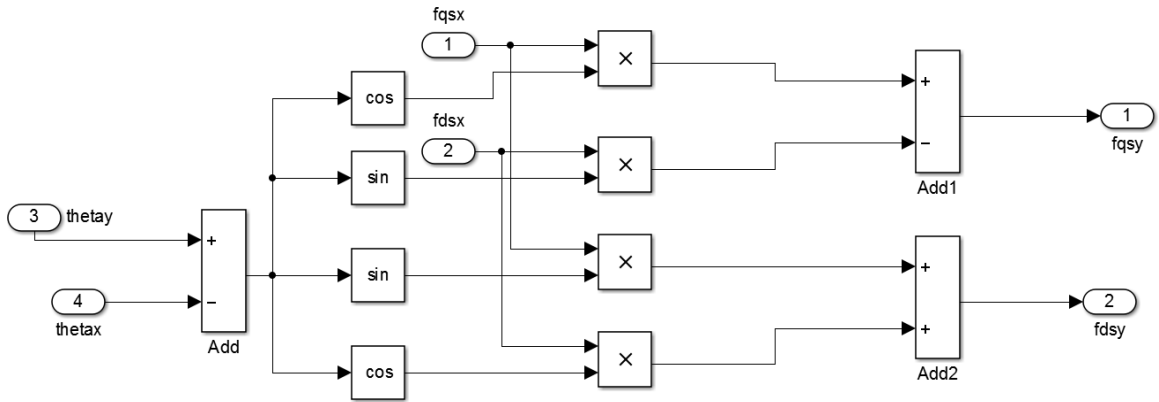 fqsx
1
×
cos
+
fdsx
1
2
×
−
fqsy
sin
Add1
3
thetay
+
×
+
sin
4
−
2
thetax
fdsy
Add
×
+
cos
Add2